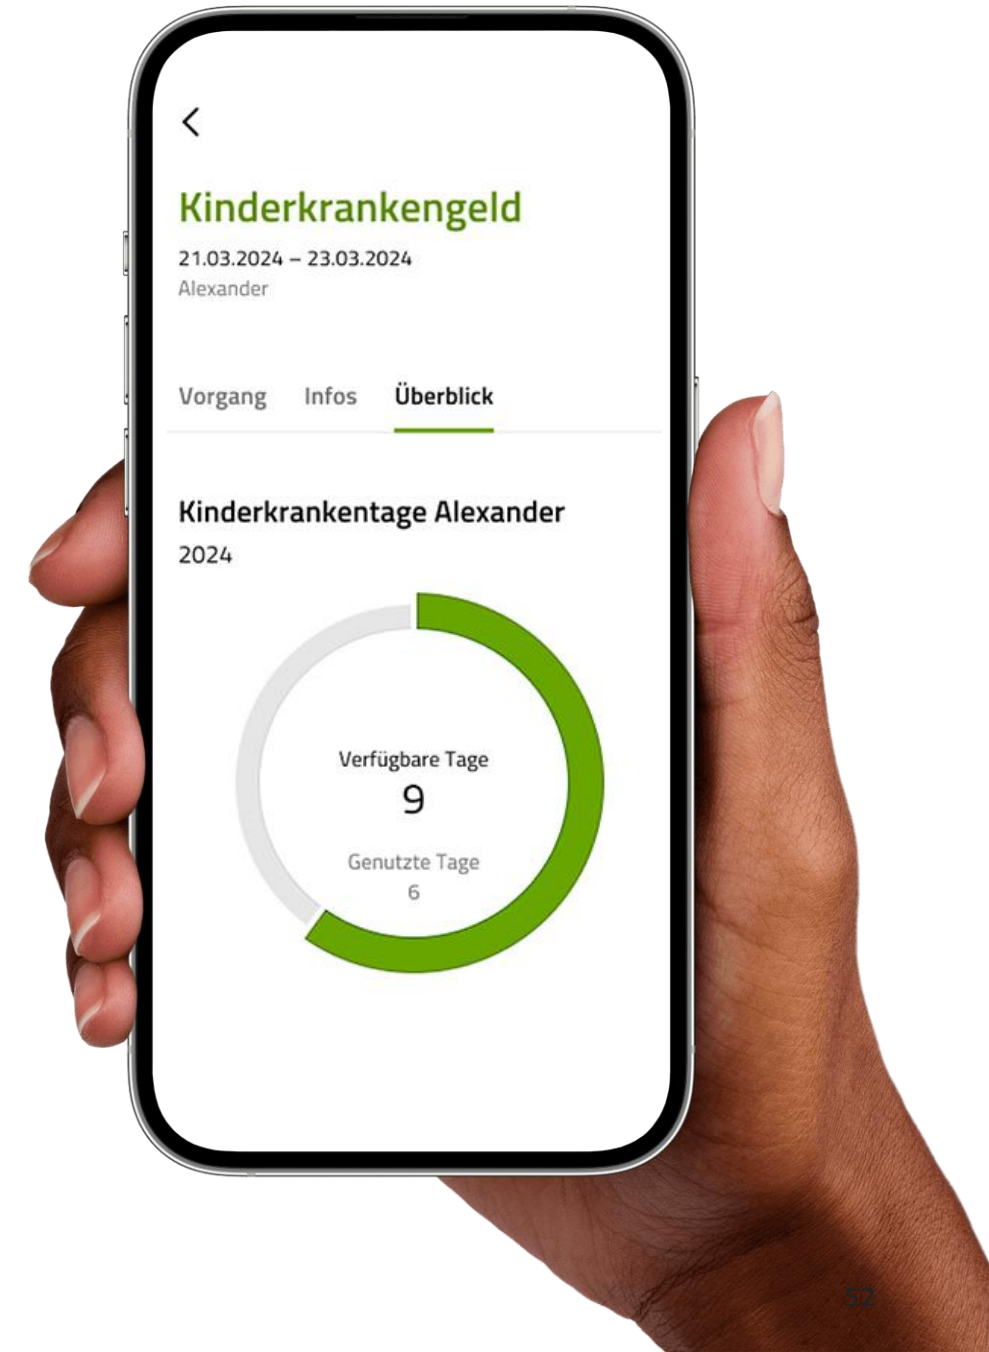 Kinderkrankengeld
21.03.2024 – 23.03.2024
Alexander
Vorgang Infos Überblick
Kinderkrankentage Alexander
2024
Verfügbare Tage
9
Genutzte Tage
6
52